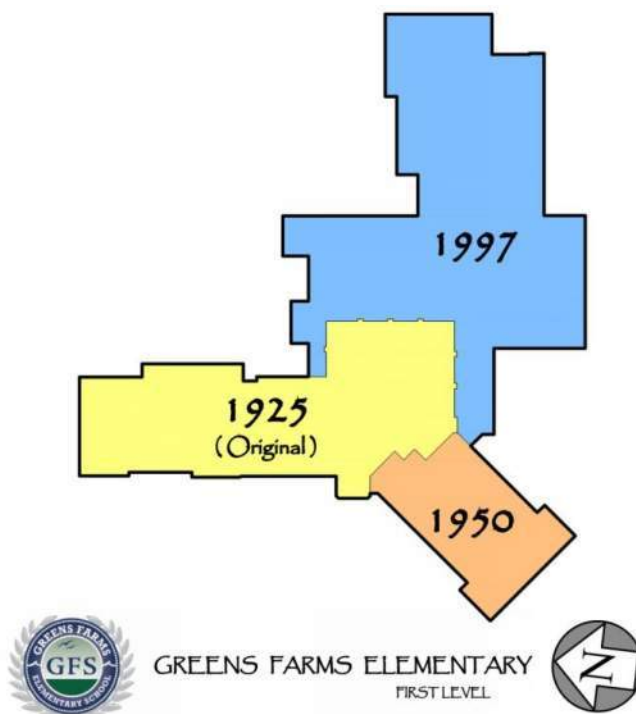 1997
1925
(Original)
1950
GREENS FARMS
GFS
ELEMENTARY SCHOOL
GREENS FARMS ELEMENTARY
FIRST LEVEL
N